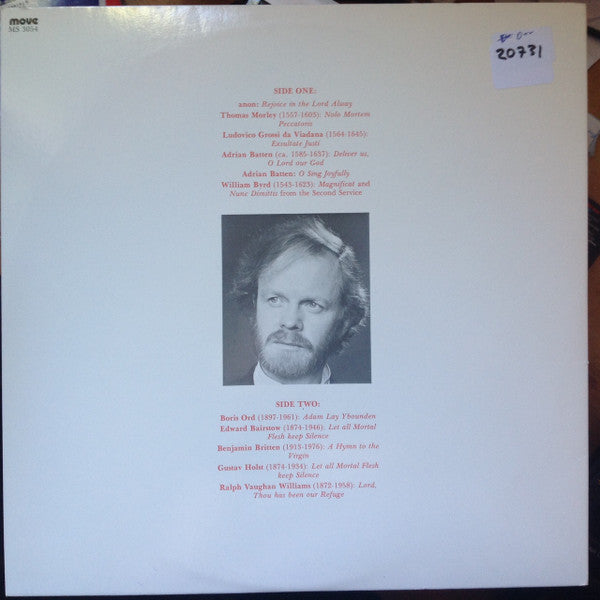 move
MS 3054
20731
SIDE ONE:
anon: Rejoice in the Lord Alway
Thomas Morley (1557-1603): Nolo Mortem
Peccatoris
Ludovico Grossi da Viadana (1564-1645):
Exsultate Justi
Adrian Batten (ca. 1585-1637): Deliver us,
O Lord our God
Adrian Batten: O Sing Joyfully
William Byrd (1543-1623): Magnificat and
Nunc Dimittis from the Second Service
SIDE TWO:
Boris Ord (1897-1961): Adam Lay Ybounden
Edward Bairstow (1874-1946): Let all Mortal
Flesh keep Silence
Benjamin Britten (1913-1976): A Hymn to the
Virgin
Gustav Holst (1874-1934): Let all Mortal Flesh
keep Silence
Ralph Vaughan Williams (1872-1958): Lord,
Thou has been our Refuge